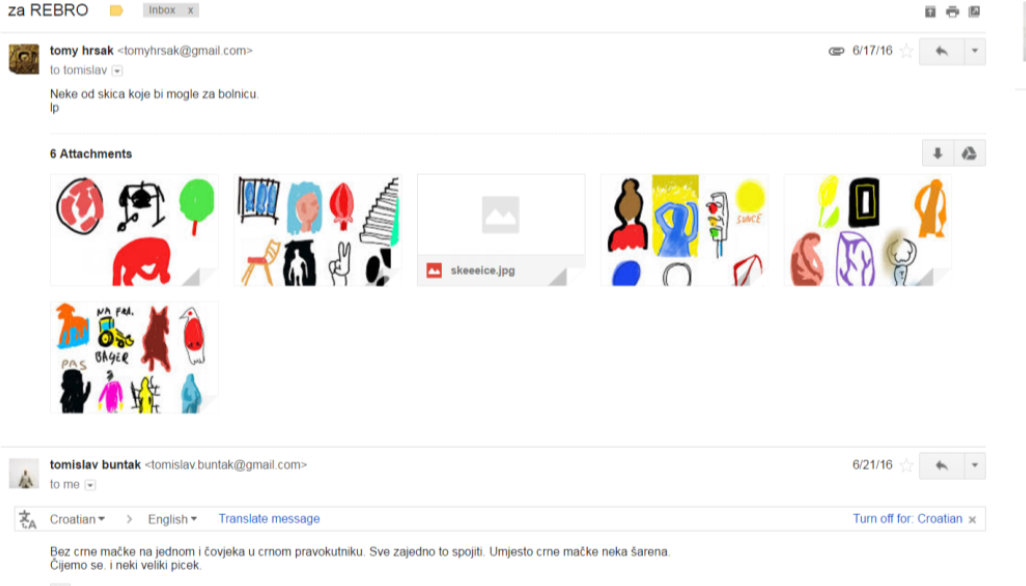 za REBRO
Inbox x
tomy hrsak <tomyhrsak@gmail.com>
6/17/16
to tomislav
Neke od skica koje bi mogle za bolnicu.
lp
6 Attachments
SUNCE
skeeeice.jpg
NA PAD.
PAS
BAGER
tomislav buntak <tomislav.buntak@gmail.com>
6/21/16
to me
Croatian > English Translate message
Turn off for: Croatian x
Bez crne mačke na jednom i čovjeka u crnom pravokutniku. Sve zajedno to spojiti. Umjesto crne mačke neka šarena.
Čijemo se. i neki veliki picek.